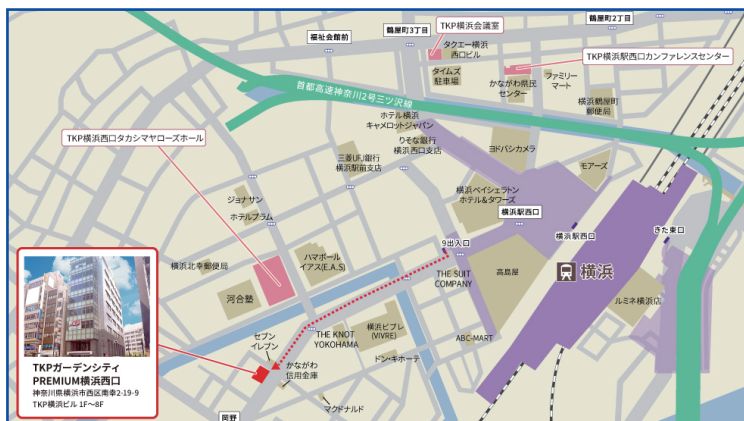 鶴屋町2丁目
TKP横浜会議室
鶴屋町3丁目
福祉会館前
タクエー横浜
西口ビル
TKP横浜駅西口カンファレンスセンター
タイムズ
駐車場
かながわ県民
センター
ファミリー
マート
首都高速神奈川2号三ツ沢線
横浜鶴屋町
郵便局
ホテル横浜
キャメロットジャパン
TKP横浜西口タカシマヤローズホール
りそな銀行
横浜西口支店
ヨドバシカメラ
三菱UFJ銀行
横浜駅前支店
モアーズ
横浜ベイシェラトン
ホテル&タワーズ
ジョナサン
ホテルプラム
横浜駅西口
横浜駅西口
きた東口
9出入口
ハマボール
イアス(E.A.S)
横浜北幸郵便局
高島屋
横浜
THE SUIT
COMPANY
河合塾
ルミネ横浜店
THE KNOT
YOKOHAMA
横浜ビブレ
(VIVRE)
ABC-MART
セブン
イレブン
ドン・キホーテ
かながわ
信用金庫
マクドナルド
岡野
TKPガーデンシティ
PREMIUM横浜西口
神奈川県横浜市西区南幸2-19-9
TKP横浜ビル 1F〜8F